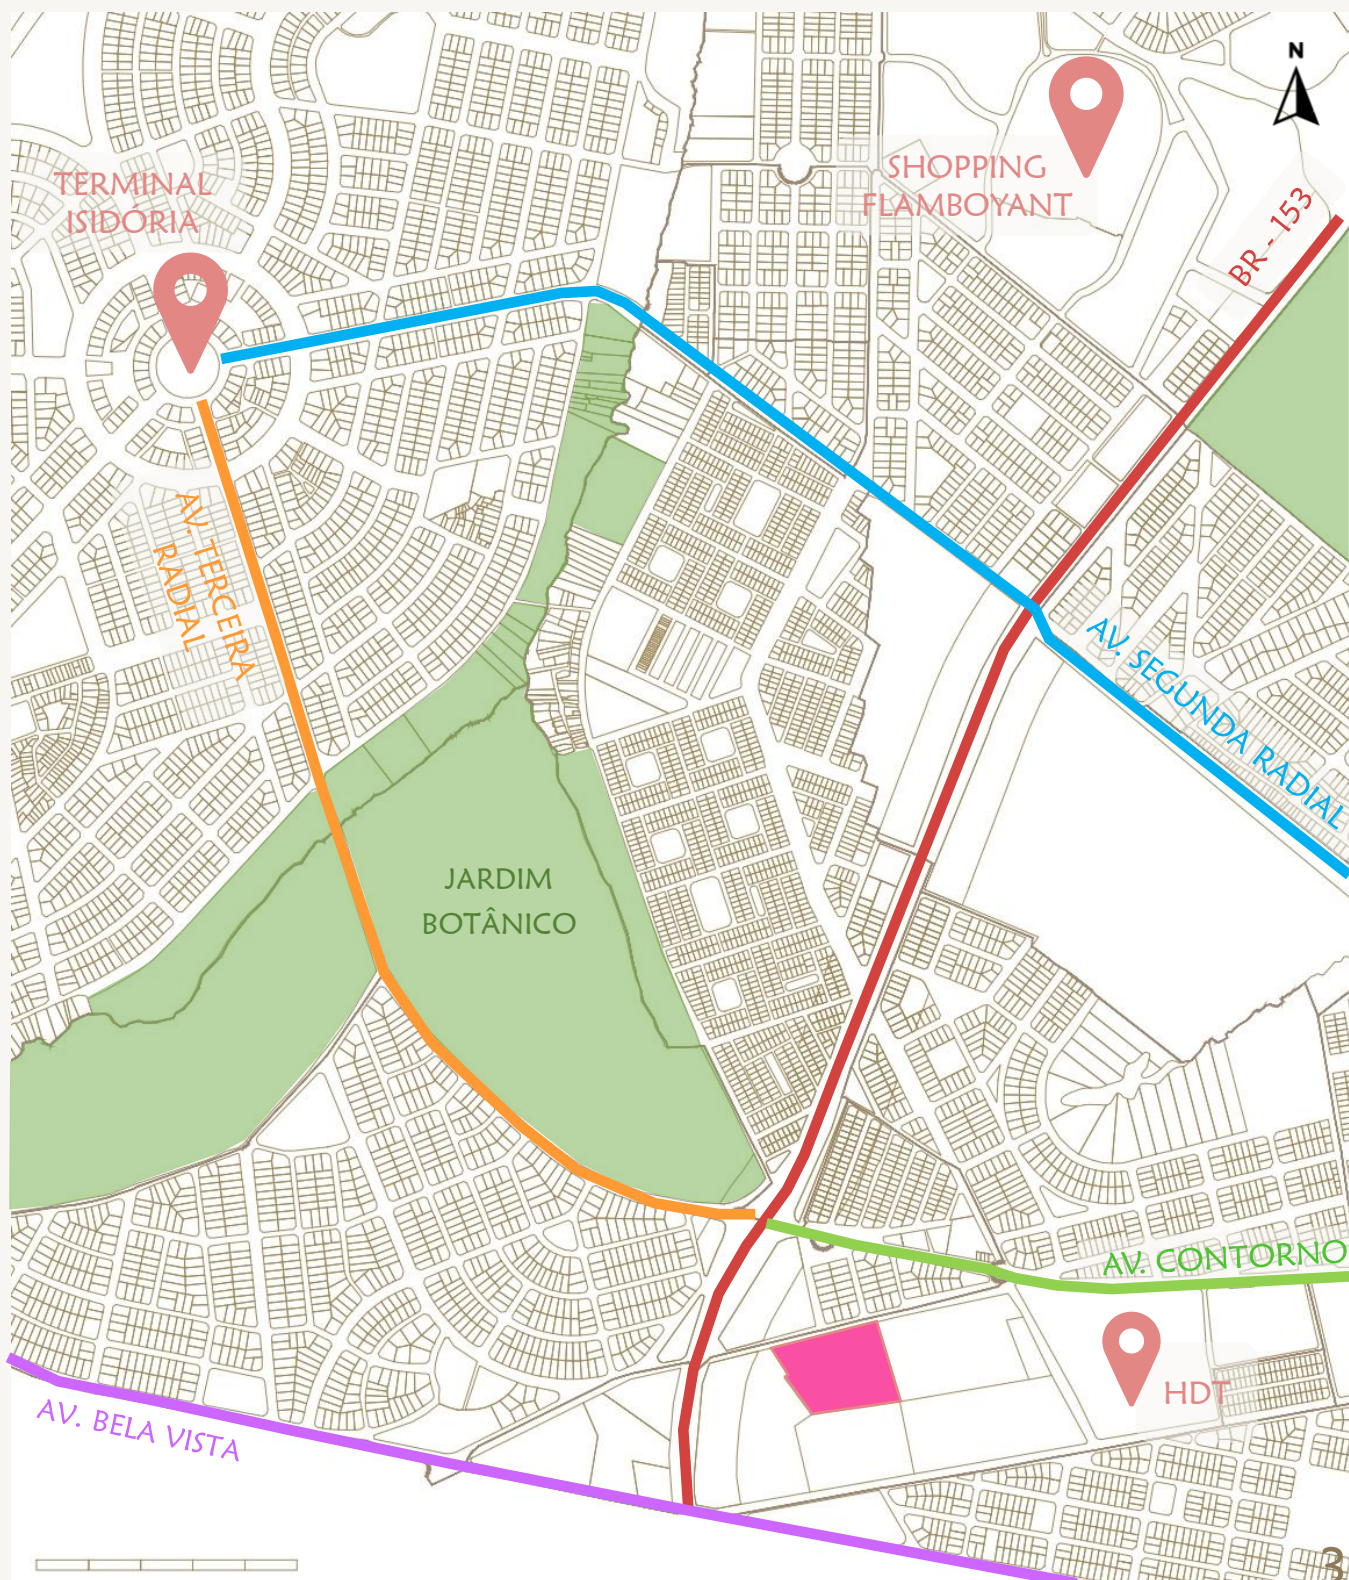 N
SHOPPING
FLAMBOYANT
TERMINAL
ISIDÓRIA
BR - 153
AV. TERCEIRA
RADIAL
AV. SEGUNDA RADIAL
JARDIM
BOTÂNICO
AV. CONTORNO
HDT
AV. BELA VISTA
3